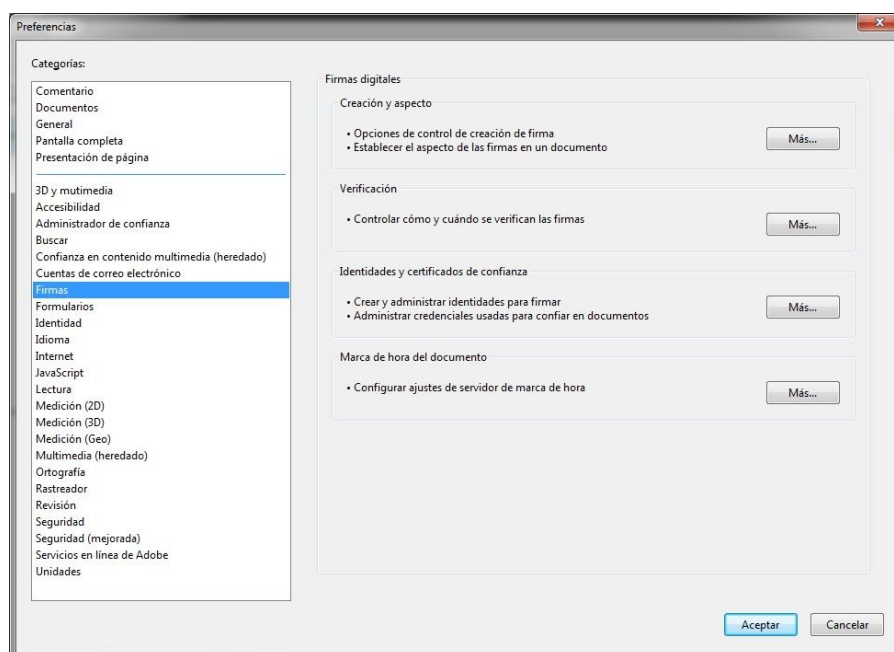 Preferencias
Categorías:
Comentario
Documentos
General
Pantalla completa
Presentación de página
3D y mutimedia
Accesibilidad
Administrador de confianza
Buscar
Confianza en contenido multimedia (heredado)
Cuentas de correo electrónico
Firmas
Formularios
Identidad
Idioma
Internet
JavaScript
Lectura
Medición (2D)
Medición (3D)
Medición (Geo)
Multimedia (heredado)
Ortografía
Rastreador
Revisión
Seguridad
Seguridad (mejorada)
Servicios en línea de Adobe
Unidades
Firmas digitales
Creación y aspecto
• Opciones de control de creación de firma
• Establecer el aspecto de las firmas en un documento
Más...
Verificación
• Controlar cómo y cuándo se verifican las firmas
Más...
Identidades y certificados de confianza
• Crear y administrar identidades para firmar
• Administrar credenciales usadas para confiar en documentos
Más...
Marca de hora del documento
• Configurar ajustes de servidor de marca de hora
Más...
Aceptar
Cancelar